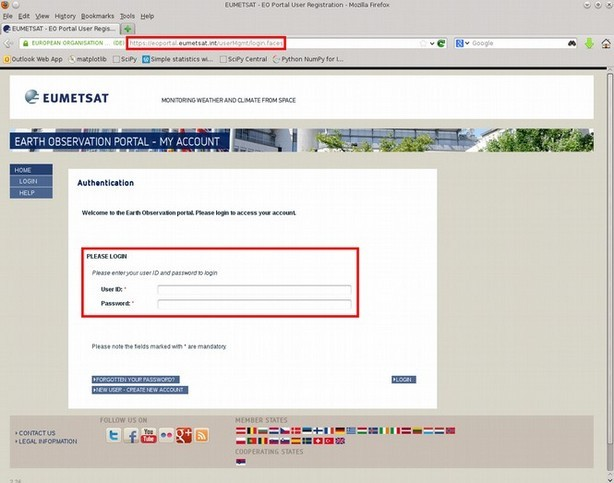 EUMETSAT - EO Portal User Registration - Mozilla Firefox
File Edit View History Bookmarks Tools Help
EUMETSAT - EO Portal User Regis...
EUROPEAN ORGANISATION ... (DE) https://eoportal.eumetsat.int/userMgmt/login.faces Google
Outlook Web App matplotlib SciPy Simple statistics wi... SciPy Central Python NumPy for I...
EUMETSAT MONITORING WEATHER AND CLIMATE FROM SPACE
EARTH OBSERVATION PORTAL - MY ACCOUNT
HOME
LOGIN
HELP
Authentication
Welcome to the Earth Observation portal. Please login to access your account.
PLEASE LOGIN
Please enter your user ID and password to login
User ID: *
Password: *
Please note the fields marked with * are mandatory
FORGOTTEN YOUR PASSWORD? LOGIN
NEW USER - CREATE NEW ACCOUNT
FOLLOW US ON MEMBER STATES
CONTACT US
LEGAL INFORMATION
You Tube
COOPERATING STATES